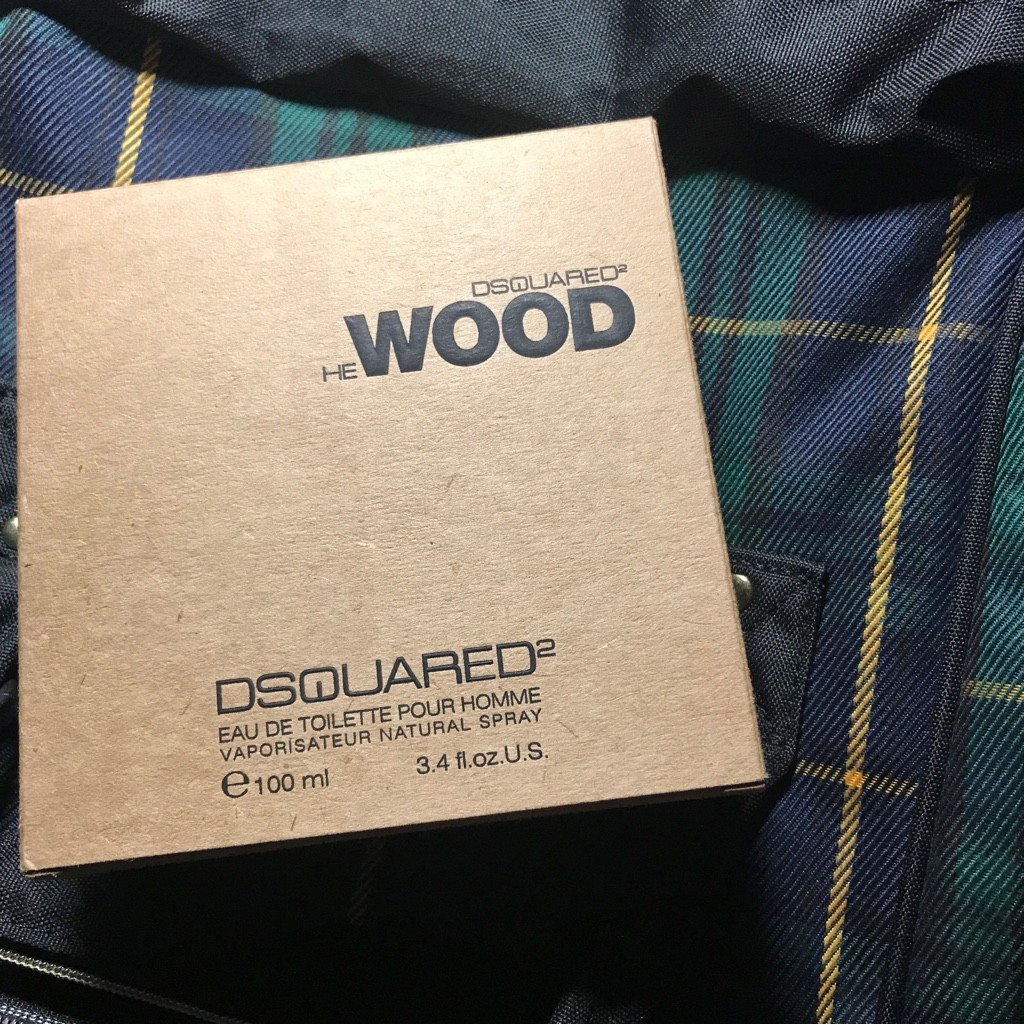 DSQUARED²
HE WOOD
DSQUARED²
EAU DE TOILETTE POUR HOMME
VAPORISATEUR NATURAL SPRAY
℮ 100 ml 3.4 fl.oz.U.S.